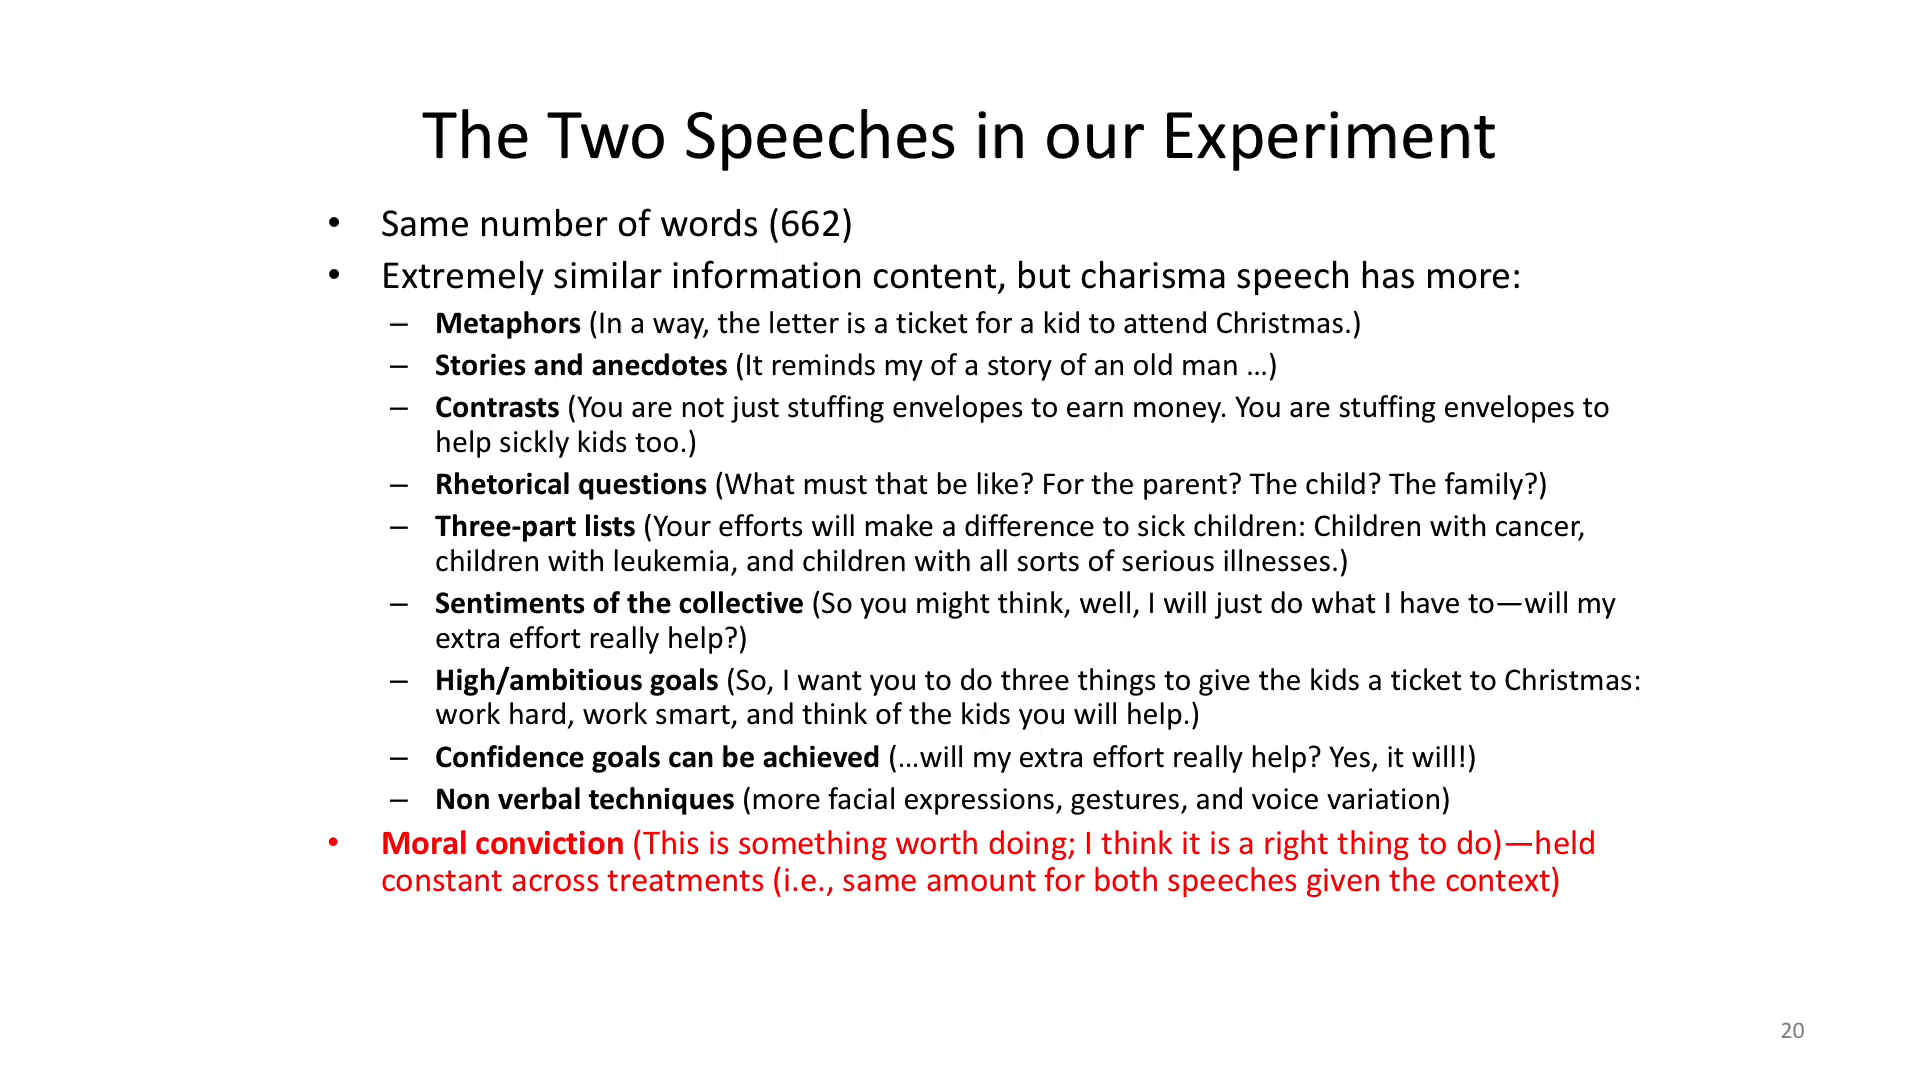 The Two Speeches in our Experiment
• Same number of words (662)
• Extremely similar information content, but charisma speech has more:
– Metaphors (In a way, the letter is a ticket for a kid to attend Christmas.)
– Stories and anecdotes (It reminds my of a story of an old man …)
– Contrasts (You are not just stuffing envelopes to earn money. You are stuffing envelopes to
help sickly kids too.)
– Rhetorical questions (What must that be like? For the parent? The child? The family?)
– Three-part lists (Your efforts will make a difference to sick children: Children with cancer,
children with leukemia, and children with all sorts of serious illnesses.)
– Sentiments of the collective (So you might think, well, I will just do what I have to—will my
extra effort really help?)
– High/ambitious goals (So, I want you to do three things to give the kids a ticket to Christmas:
work hard, work smart, and think of the kids you will help.)
– Confidence goals can be achieved (…will my extra effort really help? Yes, it will!)
– Non verbal techniques (more facial expressions, gestures, and voice variation)
• Moral conviction (This is something worth doing; I think it is a right thing to do)—held
constant across treatments (i.e., same amount for both speeches given the context)
20